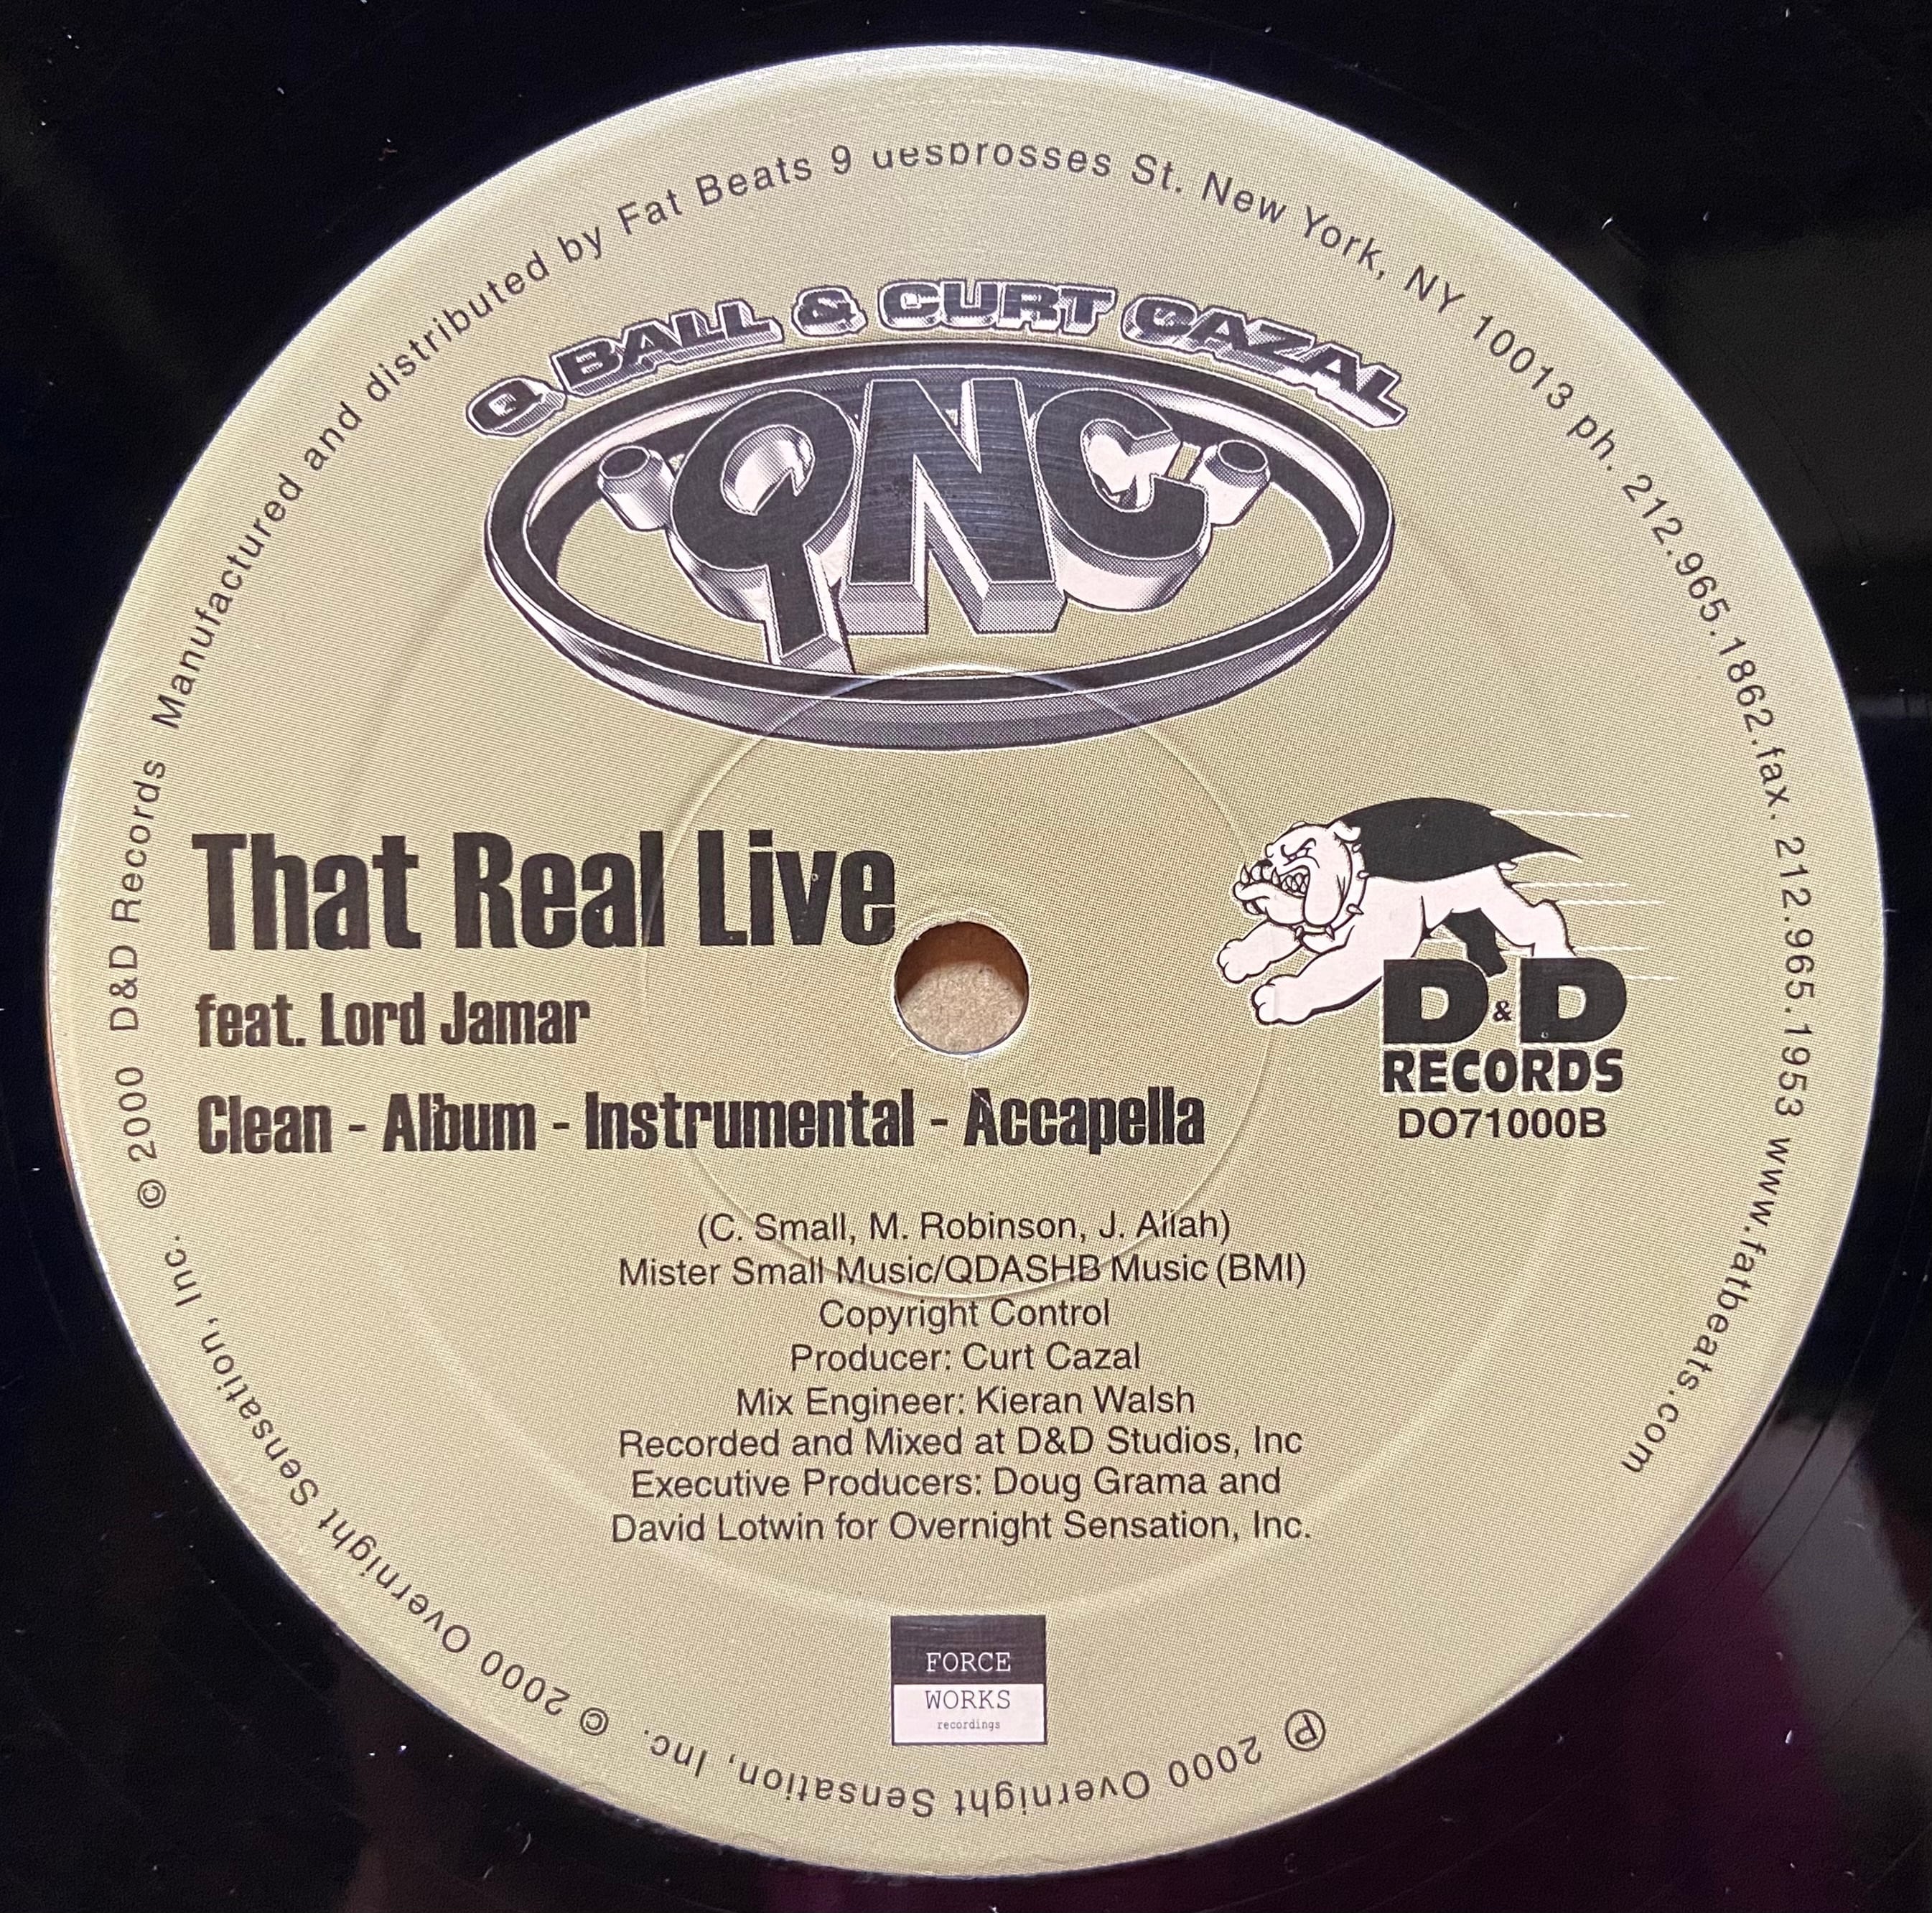 Manufactured and distributed by Fat Beats 9 Desbrosses St. New York, NY 10013 ph. 212.965.1862.fax. 212.965.1953 www.fatbeats.com
Q BALL & CURT CAZAL
QNC
That Real Live
feat. Lord Jamar
Clean - Album - Instrumental - Accapella
D&D
RECORDS
DO71000B
(C. Small, M. Robinson, J. Allah)
Mister Small Music/QDASHB Music (BMI)
Copyright Control
Producer: Curt Cazal
Mix Engineer: Kieran Walsh
Recorded and Mixed at D&D Studios, Inc
Executive Producers: Doug Grama and
David Lotwin for Overnight Sensation, Inc.
FORCE
WORKS
recordings
℗ 2000 Overnight Sensation, Inc. © 2000 Overnight Sensation, Inc. © 2000 D&D Records